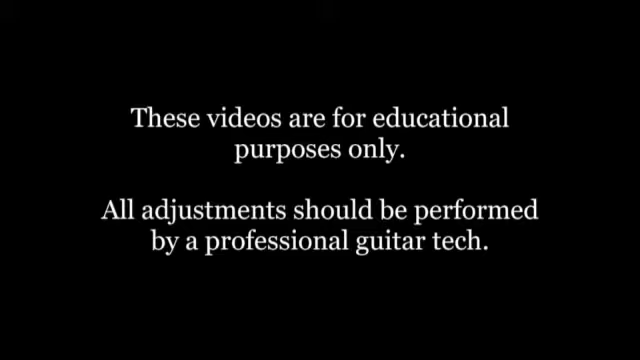 These videos are for educational
purposes only.
All adjustments should be performed
by a professional guitar tech.